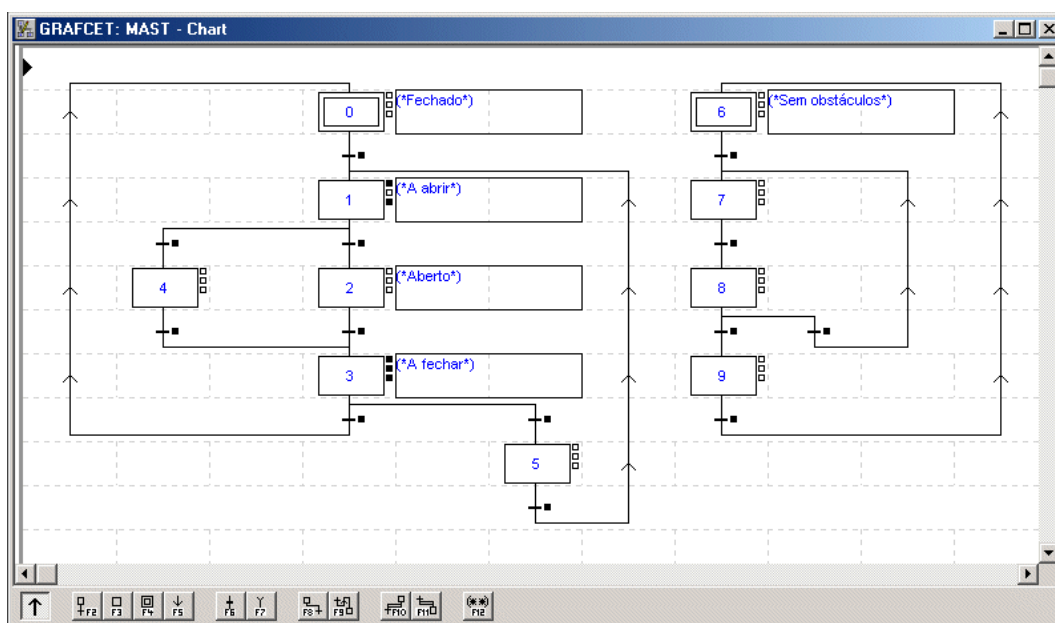 GRAFCET: MAST - Chart
0 (*Fechado*) 6 (*Sem obstáculos*)
1 (*A abrir*) 7
4 2 (*Aberto*) 8
3 (*A fechar*) 9
5
F2 F3 F4 F5 F6 F7 F8 F9 F10 F11 F12